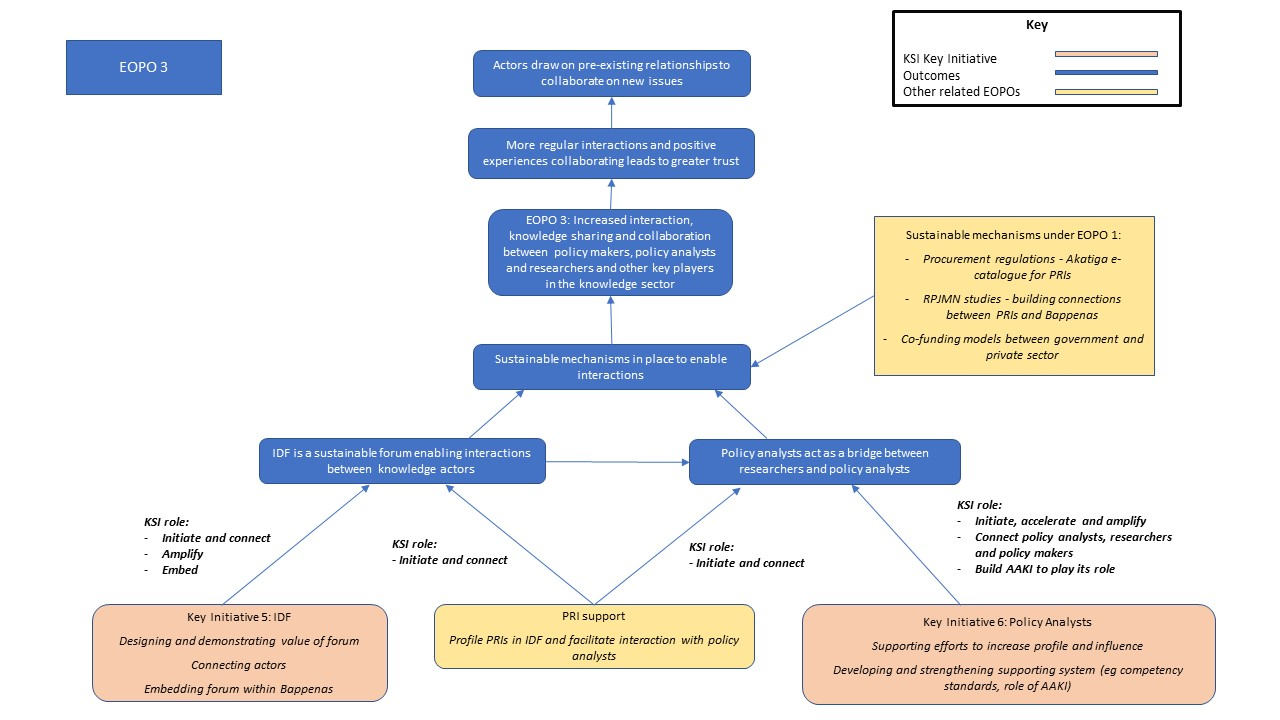 EOPO 3
Key
KSI Key Initiative
Outcomes
Other related EOPOs
Actors draw on pre-existing relationships to
collaborate on new issues
More regular interactions and positive
experiences collaborating leads to greater trust
EOPO 3: Increased interaction,
knowledge sharing and collaboration
between policy makers, policy analysts
and researchers and other key players
in the knowledge sector
Sustainable mechanisms under EOPO 1:
- Procurement regulations - Akatiga e-
catalogue for PRIs
- RPJMN studies - building connections
between PRIs and Bappenas
- Co-funding models between government and
private sector
Sustainable mechanisms in place to enable
interactions
IDF is a sustainable forum enabling interactions
between knowledge actors
Policy analysts act as a bridge between
researchers and policy analysts
KSI role:
- Initiate and connect
- Amplify
- Embed
KSI role:
- Initiate and connect
KSI role:
- Initiate and connect
KSI role:
- Initiate, accelerate and amplify
- Connect policy analysts, researchers
and policy makers
- Build AAKI to play its role
Key Initiative 5: IDF
Designing and demonstrating value of forum
Connecting actors
Embedding forum within Bappenas
PRI support
Profile PRIs in IDF and facilitate interaction with policy
analysts
Key Initiative 6: Policy Analysts
Supporting efforts to increase profile and influence
Developing and strengthening supporting system (eg competency
standards, role of AAKI)